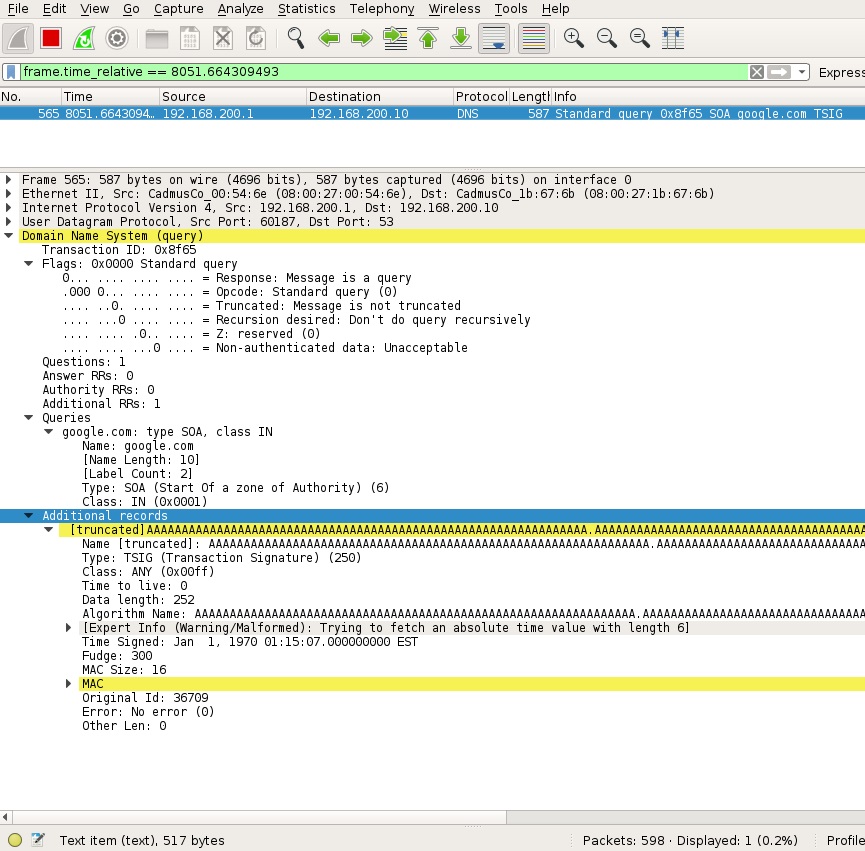 File Edit View Go Capture Analyze Statistics Telephony Wireless Tools Help
frame.time_relative == 8051.664309493 Express
No. Time Source Destination Protocol Length Info
565 8051.6643094… 192.168.200.1 192.168.200.10 DNS 587 Standard query 0x8f65 SOA google.com TSIG
Frame 565: 587 bytes on wire (4696 bits), 587 bytes captured (4696 bits) on interface 0
Ethernet II, Src: CadmusCo_00:54:6e (08:00:27:00:54:6e), Dst: CadmusCo_1b:67:6b (08:00:27:1b:67:6b)
Internet Protocol Version 4, Src: 192.168.200.1, Dst: 192.168.200.10
User Datagram Protocol, Src Port: 60187, Dst Port: 53
Domain Name System (query)
Transaction ID: 0x8f65
Flags: 0x0000 Standard query
0... .... .... .... = Response: Message is a query
.000 0... .... .... = Opcode: Standard query (0)
.... ..0. .... .... = Truncated: Message is not truncated
.... ...0 .... .... = Recursion desired: Don't do query recursively
.... .... .0.. .... = Z: reserved (0)
.... .... ...0 .... = Non-authenticated data: Unacceptable
Questions: 1
Answer RRs: 0
Authority RRs: 0
Additional RRs: 1
Queries
google.com: type SOA, class IN
Name: google.com
[Name Length: 10]
[Label Count: 2]
Type: SOA (Start Of a zone of Authority) (6)
Class: IN (0x0001)
Additional records
[truncated]AAAAAAAAAAAAAAAAAAAAAAAAAAAAAAAAAAAAAAAAAAAAAAAAAAAAAAAAAAAAAAA.AAAAAAAAAAAAAAAAAAAAAAAAAAAAAAAAAAAAAAA
Name [truncated]: AAAAAAAAAAAAAAAAAAAAAAAAAAAAAAAAAAAAAAAAAAAAAAAAAAAAAAAAAAAAAAA.AAAAAAAAAAAAAAAAAAAAAAAAAAAAAA
Type: TSIG (Transaction Signature) (250)
Class: ANY (0x00ff)
Time to live: 0
Data length: 252
Algorithm Name: AAAAAAAAAAAAAAAAAAAAAAAAAAAAAAAAAAAAAAAAAAAAAAAAAAAAAAAAAAAAAAA.AAAAAAAAAAAAAAAAAAAAAAAAAAAAAAAA
[Expert Info (Warning/Malformed): Trying to fetch an absolute time value with length 6]
Time Signed: Jan  1, 1970 01:15:07.000000000 EST
Fudge: 300
MAC Size: 16
MAC
Original Id: 36709
Error: No error (0)
Other Len: 0
Text item (text), 517 bytes Packets: 598 · Displayed: 1 (0.2%) Profile